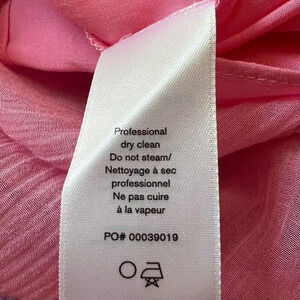 Professional
dry clean
Do not steam/
Nettoyage à sec
professionnel
Ne pas cuire
à la vapeur
PO# 00039019